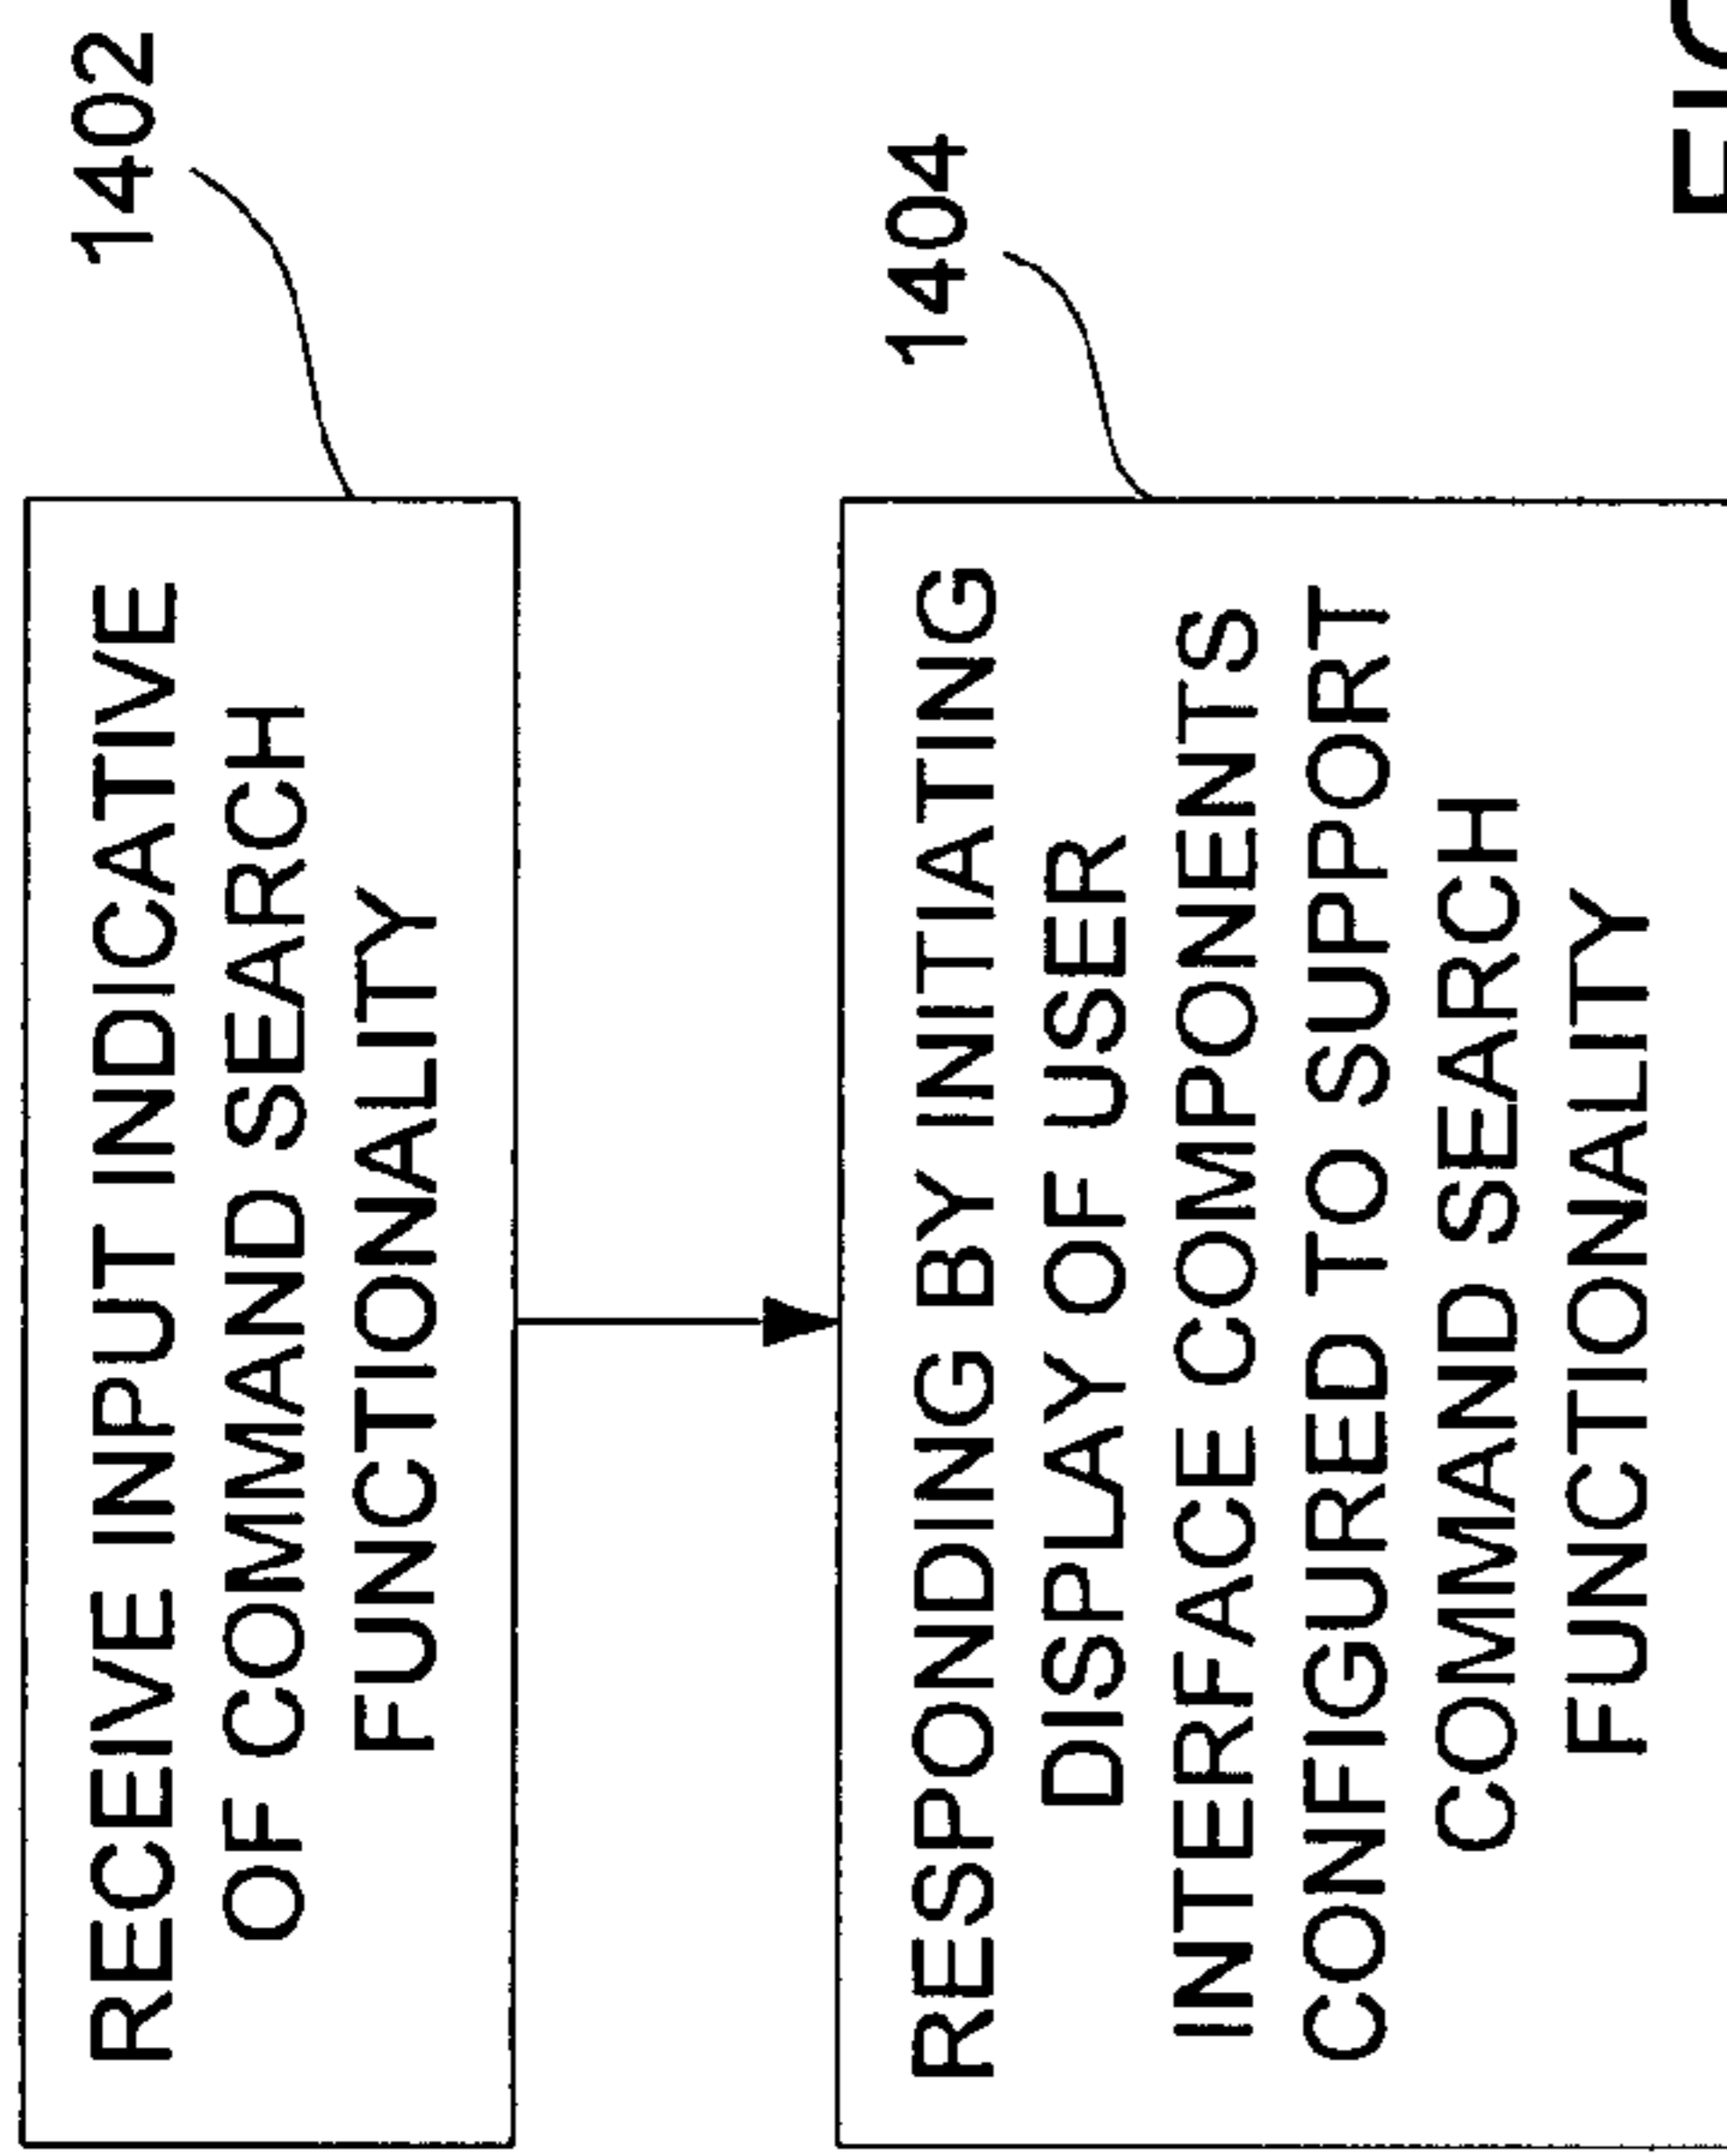 RECEIVE INPUT INDICATIVE
OF COMMAND SEARCH
FUNCTIONALITY
1402
RESPONDING BY INITIATING
DISPLAY OF USER
INTERFACE COMPONENTS
CONFIGURED TO SUPPORT
COMMAND SEARCH
FUNCTIONALITY
1404